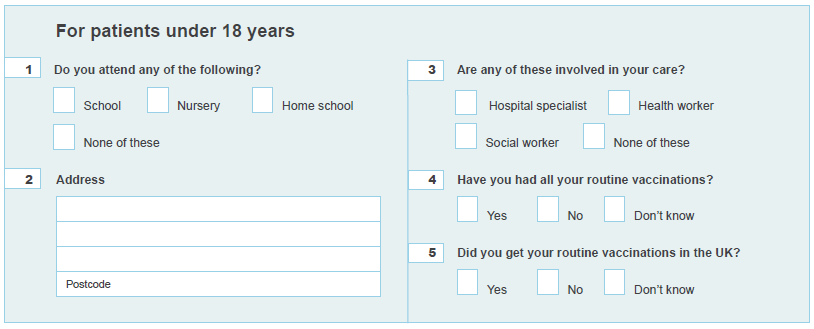 For patients under 18 years
1 Do you attend any of the following?
School Nursery Home school
None of these
2 Address
Postcode
3 Are any of these involved in your care?
Hospital specialist Health worker
Social worker None of these
4 Have you had all your routine vaccinations?
Yes No Don't know
5 Did you get your routine vaccinations in the UK?
Yes No Don't know